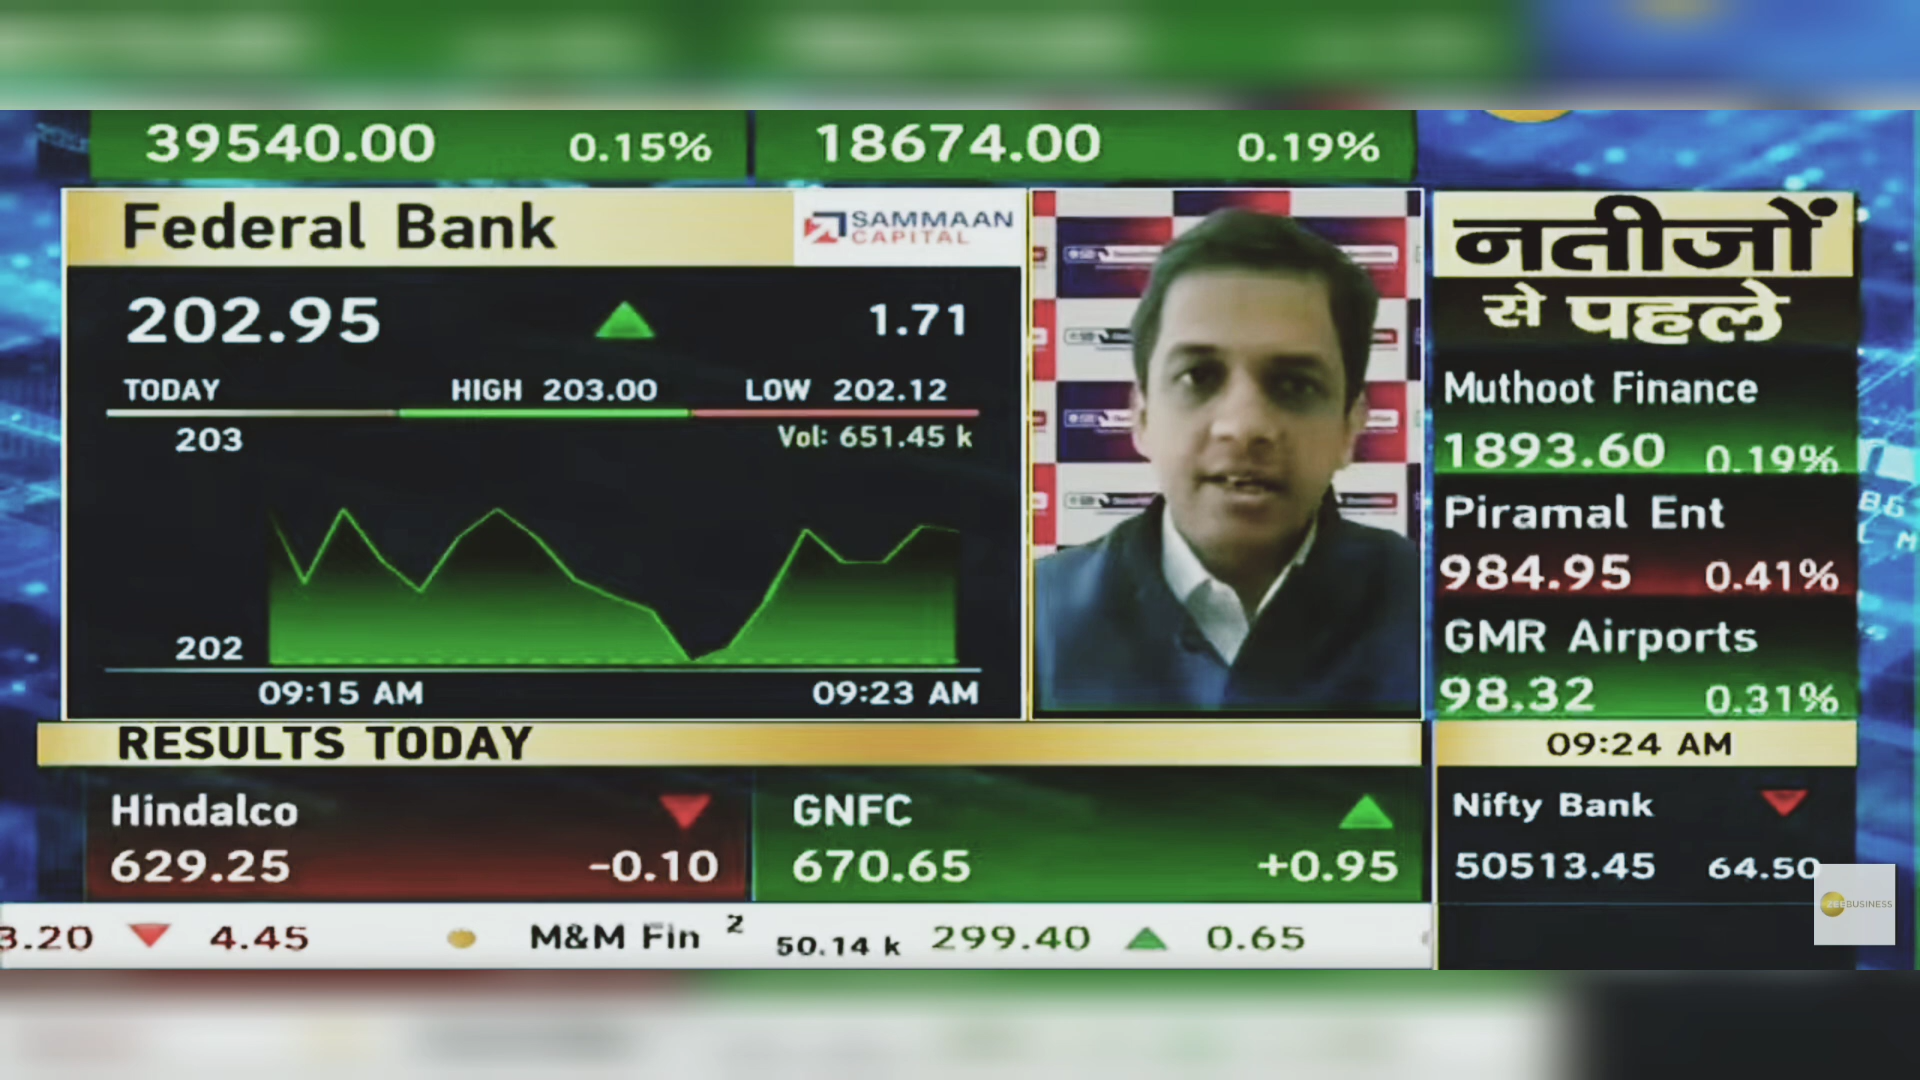 39540.00 0.15% 18674.00 0.19%
Federal Bank
SAMMAAN
CAPITAL
202.95 1.71
TODAY HIGH 203.00 LOW 202.12
Vol: 651.45 k
203
202
09:15 AM 09:23 AM
नतीजों
से पहले
Muthoot Finance
1893.60 0.19%
Piramal Ent
984.95 0.41%
GMR Airports
98.32 0.31%
09:24 AM
Nifty Bank
50513.45 64.50
RESULTS TODAY
Hindalco
629.25 -0.10
GNFC
670.65 +0.95
3.20 4.45 M&M Fin 2 50.14 k 299.40 0.65
ZEEBUSINESS